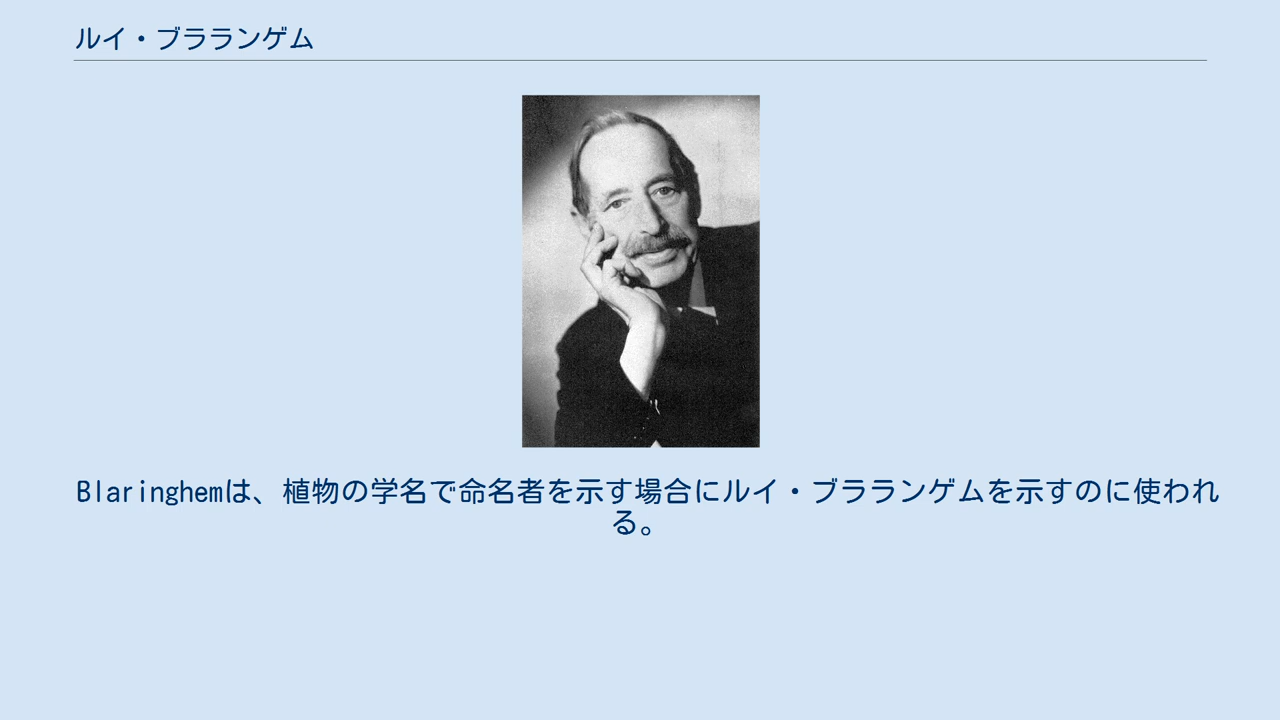 ルイ・ブラランゲム
Blaringhemは、植物の学名で命名者を示す場合にルイ・ブラランゲムを示すのに使われ
る。